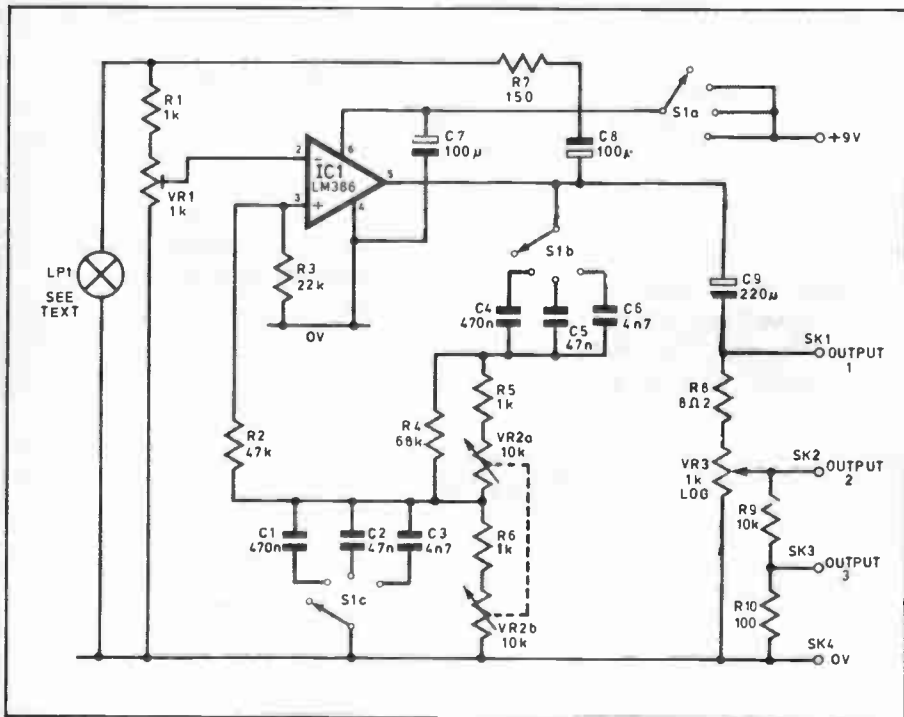 R7
150
R1
1k
S1a
C7
100µ
C8
100µ
+9V
2
6
IC1
LM386
5
3
4
VR1
1k
S1b
LP1
SEE
TEXT
R3
22k
0V
C4
470n
C5
47n
C6
4n7
C9
220µ
SK1
OUTPUT
1
R5
1k
R8
8Ω2
R4
68k
R2
47k
VR2a
10k
VR3
1k
LOG
SK2
OUTPUT
2
R9
10k
C1
470n
C2
47n
C3
4n7
R6
1k
SK3
OUTPUT
3
S1c
VR2b
10k
R10
100
SK4
0V